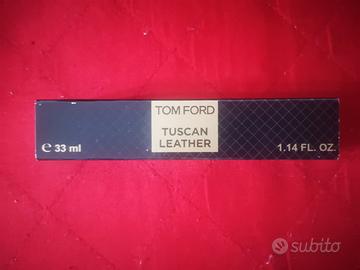 TOM FORD
TUSCAN
LEATHER
℮ 33 ml
1.14 FL. OZ.
subito